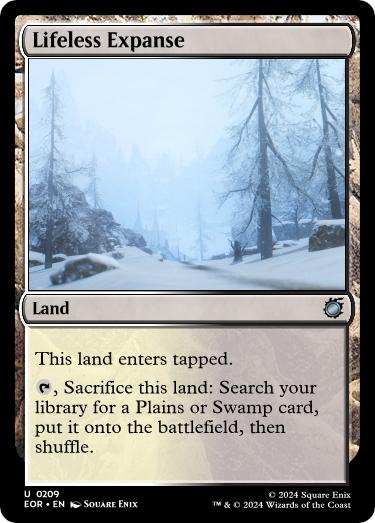 Lifeless Expanse
Land
This land enters tapped.
, Sacrifice this land: Search your
library for a Plains or Swamp card,
put it onto the battlefield, then
shuffle.
U 0209
EOR • EN Square Enix
© 2024 Square Enix
™ & © 2024 Wizards of the Coast